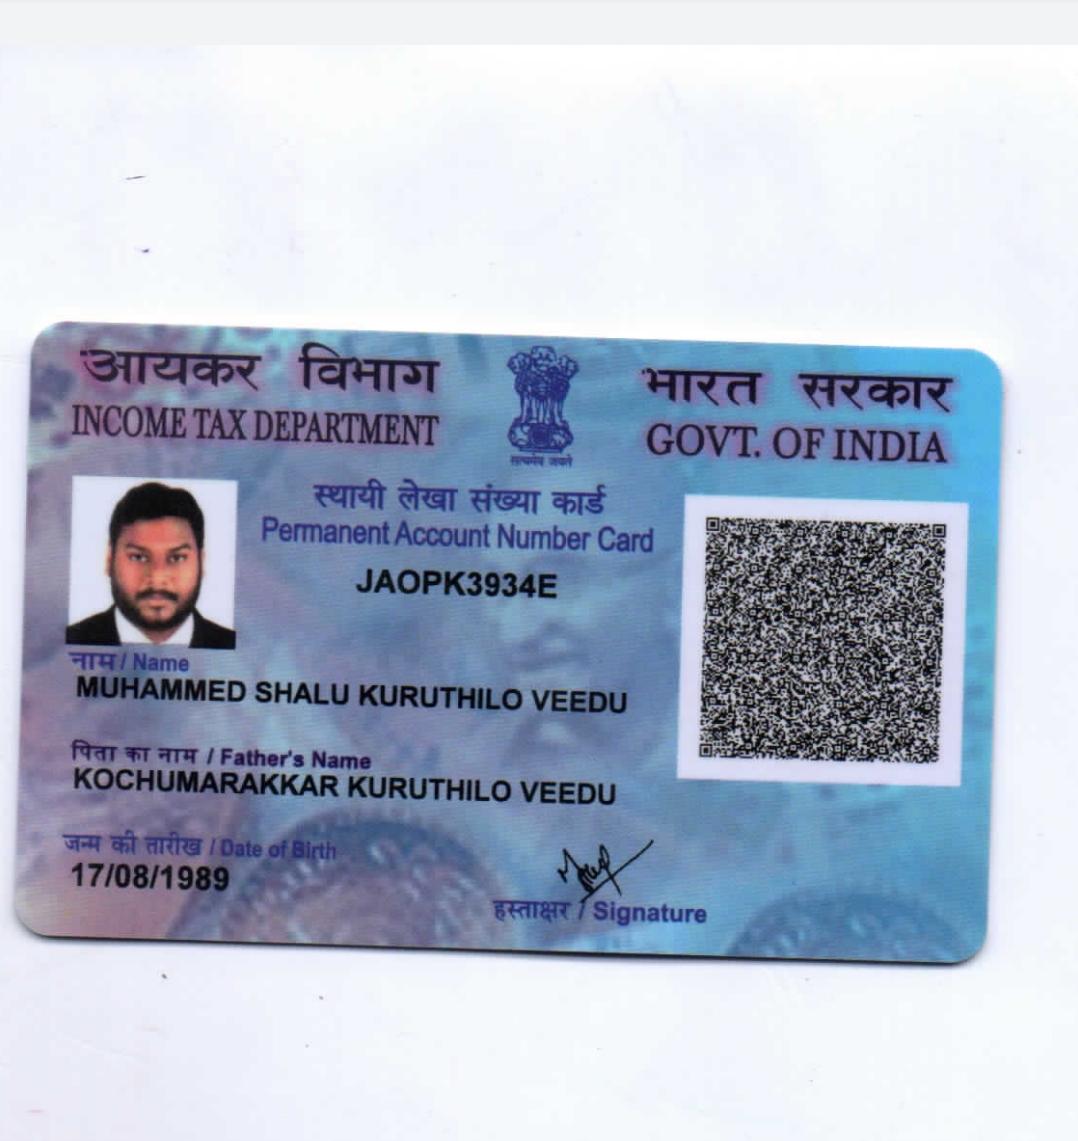 आयकर विभाग
INCOME TAX DEPARTMENT
सत्यमेव जयते
भारत सरकार
GOVT. OF INDIA
स्थायी लेखा संख्या कार्ड
Permanent Account Number Card
JAOPK3934E
नाम / Name
MUHAMMED SHALU KURUTHILO VEEDU
पिता का नाम / Father's Name
KOCHUMARAKKAR KURUTHILO VEEDU
जन्म की तारीख / Date of Birth
17/08/1989
हस्ताक्षर / Signature